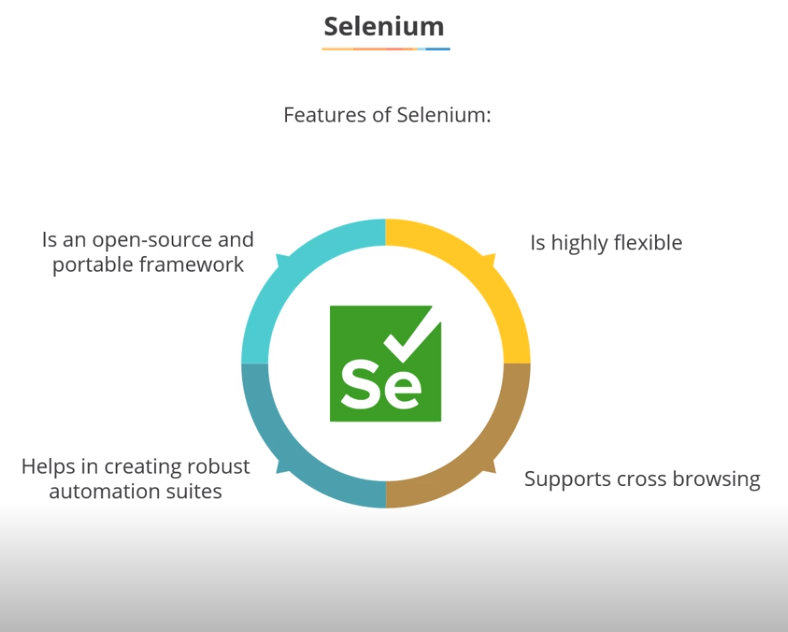 Selenium
Features of Selenium:
Is an open-source and
portable framework
Is highly flexible
Se
Helps in creating robust
automation suites
Supports cross browsing